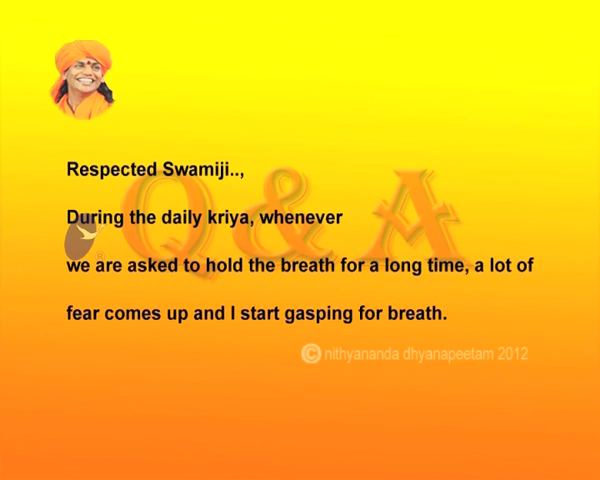 Q & A
Respected Swamiji..,
During the daily kriya, whenever
we are asked to hold the breath for a long time, a lot of
fear comes up and I start gasping for breath.
© nithyananda dhyanapeetam 2012